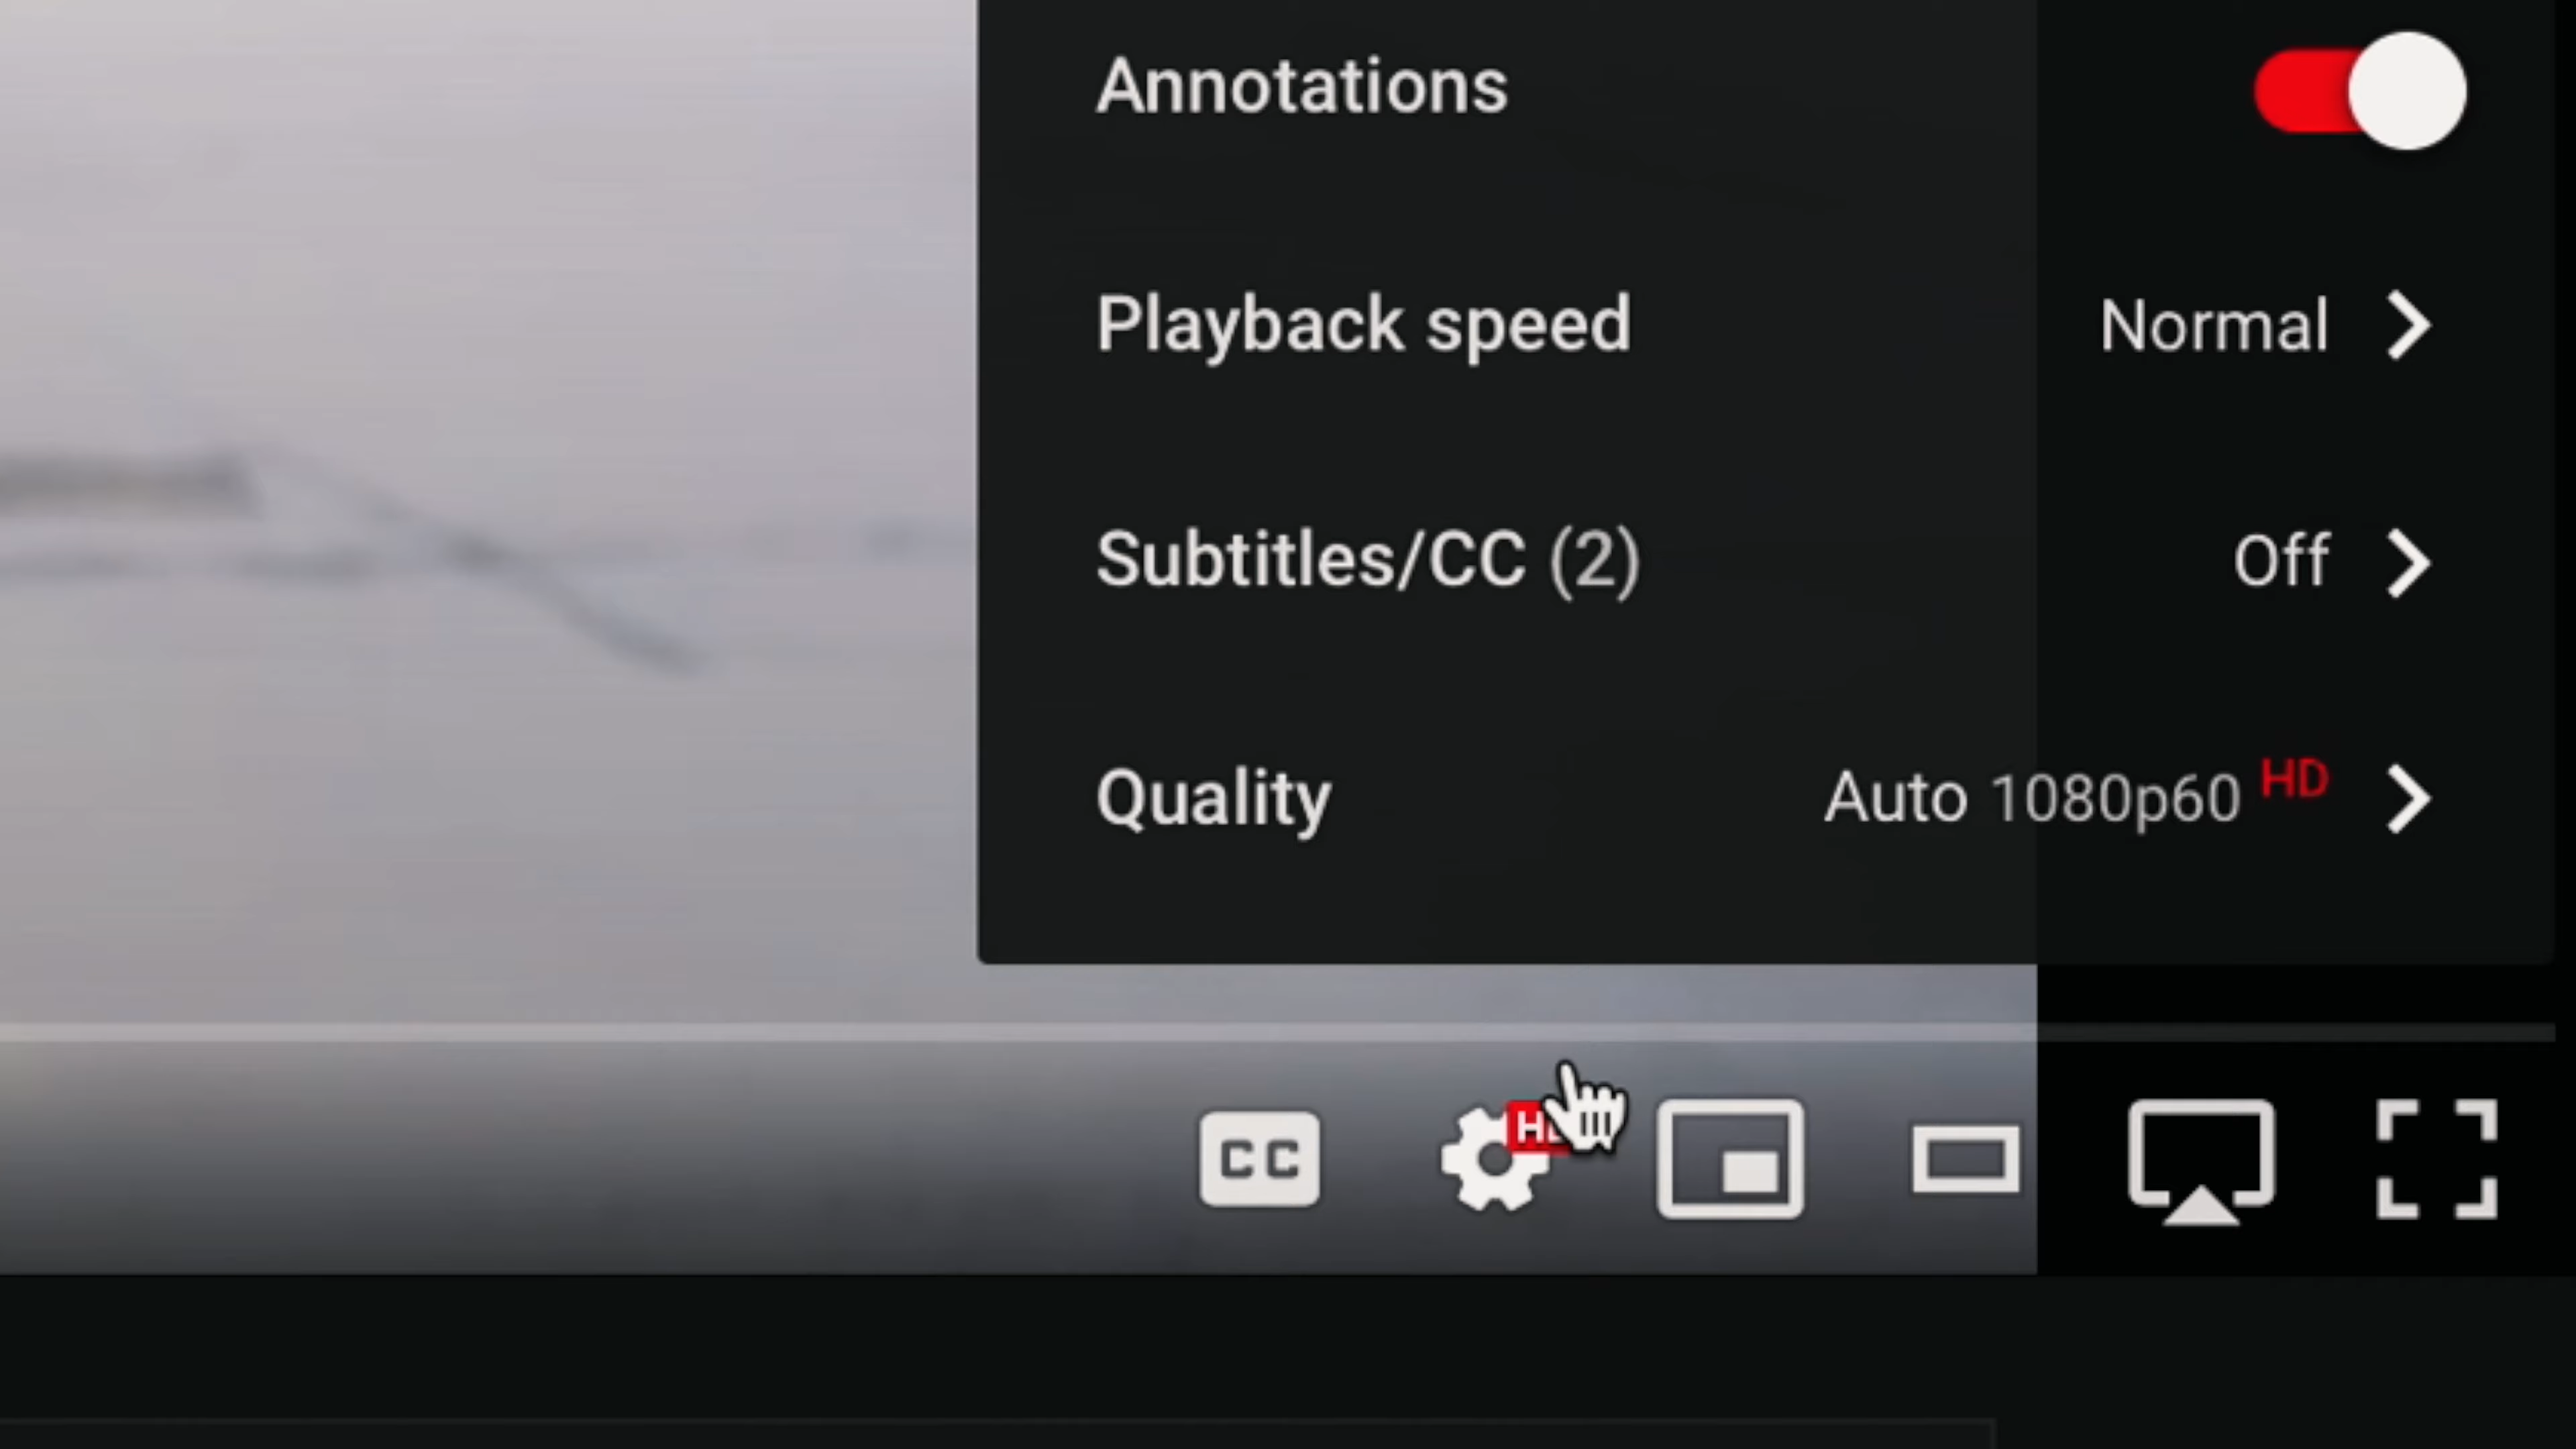 Annotations
Playback speed Normal
Subtitles/CC (2) Off
Quality Auto 1080p60 HD
CC